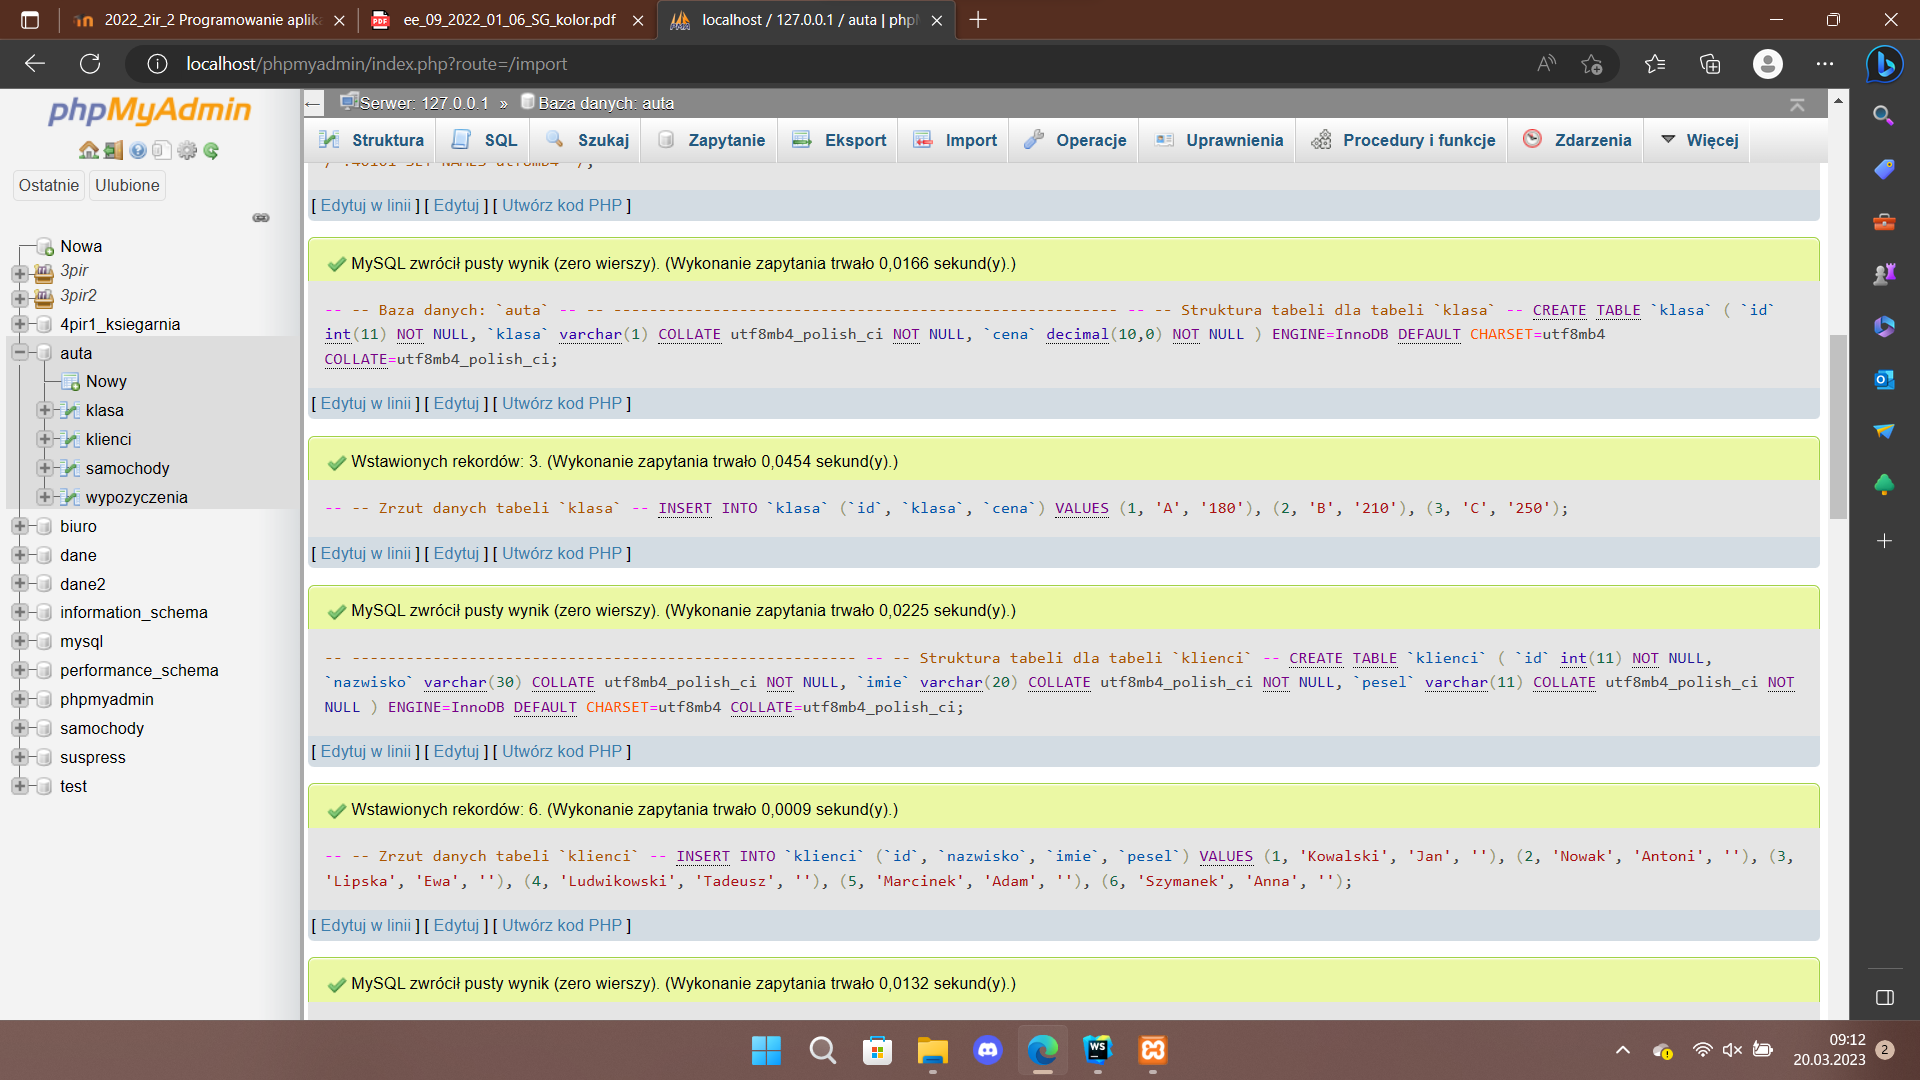 2022_2ir_2 Programowanie aplika
ee_09_2022_01_06_SG_kolor.pdf
localhost / 127.0.0.1 / auta | phpM
localhost/phpmyadmin/index.php?route=/import
phpMyAdmin
Ostatnie
Ulubione
Nowa
3pir
3pir2
4pir1_ksiegarnia
auta
Nowy
klasa
klienci
samochody
wypozyczenia
biuro
dane
dane2
information_schema
mysql
performance_schema
phpmyadmin
samochody
suspress
test
Serwer: 127.0.0.1 » Baza danych: auta
Struktura SQL Szukaj Zapytanie Eksport Import Operacje Uprawnienia Procedury i funkcje Zdarzenia Więcej
[ Edytuj w linii ] [ Edytuj ] [ Utwórz kod PHP ]
MySQL zwrócił pusty wynik (zero wierszy). (Wykonanie zapytania trwało 0,0166 sekund(y).)
-- -- Baza danych: `auta` -- -- -------------------------------------------------------- -- -- Struktura tabeli dla tabeli `klasa` -- CREATE TABLE `klasa` ( `id`
int(11) NOT NULL, `klasa` varchar(1) COLLATE utf8mb4_polish_ci NOT NULL, `cena` decimal(10,0) NOT NULL ) ENGINE=InnoDB DEFAULT CHARSET=utf8mb4
COLLATE=utf8mb4_polish_ci;
[ Edytuj w linii ] [ Edytuj ] [ Utwórz kod PHP ]
Wstawionych rekordów: 3. (Wykonanie zapytania trwało 0,0454 sekund(y).)
-- -- Zrzut danych tabeli `klasa` -- INSERT INTO `klasa` (`id`, `klasa`, `cena`) VALUES (1, 'A', '180'), (2, 'B', '210'), (3, 'C', '250');
[ Edytuj w linii ] [ Edytuj ] [ Utwórz kod PHP ]
MySQL zwrócił pusty wynik (zero wierszy). (Wykonanie zapytania trwało 0,0225 sekund(y).)
-- -------------------------------------------------------- -- -- Struktura tabeli dla tabeli `klienci` -- CREATE TABLE `klienci` ( `id` int(11) NOT NULL,
`nazwisko` varchar(30) COLLATE utf8mb4_polish_ci NOT NULL, `imie` varchar(20) COLLATE utf8mb4_polish_ci NOT NULL, `pesel` varchar(11) COLLATE utf8mb4_polish_ci NOT
NULL ) ENGINE=InnoDB DEFAULT CHARSET=utf8mb4 COLLATE=utf8mb4_polish_ci;
[ Edytuj w linii ] [ Edytuj ] [ Utwórz kod PHP ]
Wstawionych rekordów: 6. (Wykonanie zapytania trwało 0,0009 sekund(y).)
-- -- Zrzut danych tabeli `klienci` -- INSERT INTO `klienci` (`id`, `nazwisko`, `imie`, `pesel`) VALUES (1, 'Kowalski', 'Jan', ''), (2, 'Nowak', 'Antoni', ''), (3,
'Lipska', 'Ewa', ''), (4, 'Ludwikowski', 'Tadeusz', ''), (5, 'Marcinek', 'Adam', ''), (6, 'Szymanek', 'Anna', '');
[ Edytuj w linii ] [ Edytuj ] [ Utwórz kod PHP ]
MySQL zwrócił pusty wynik (zero wierszy). (Wykonanie zapytania trwało 0,0132 sekund(y).)
09:12
20.03.2023
2